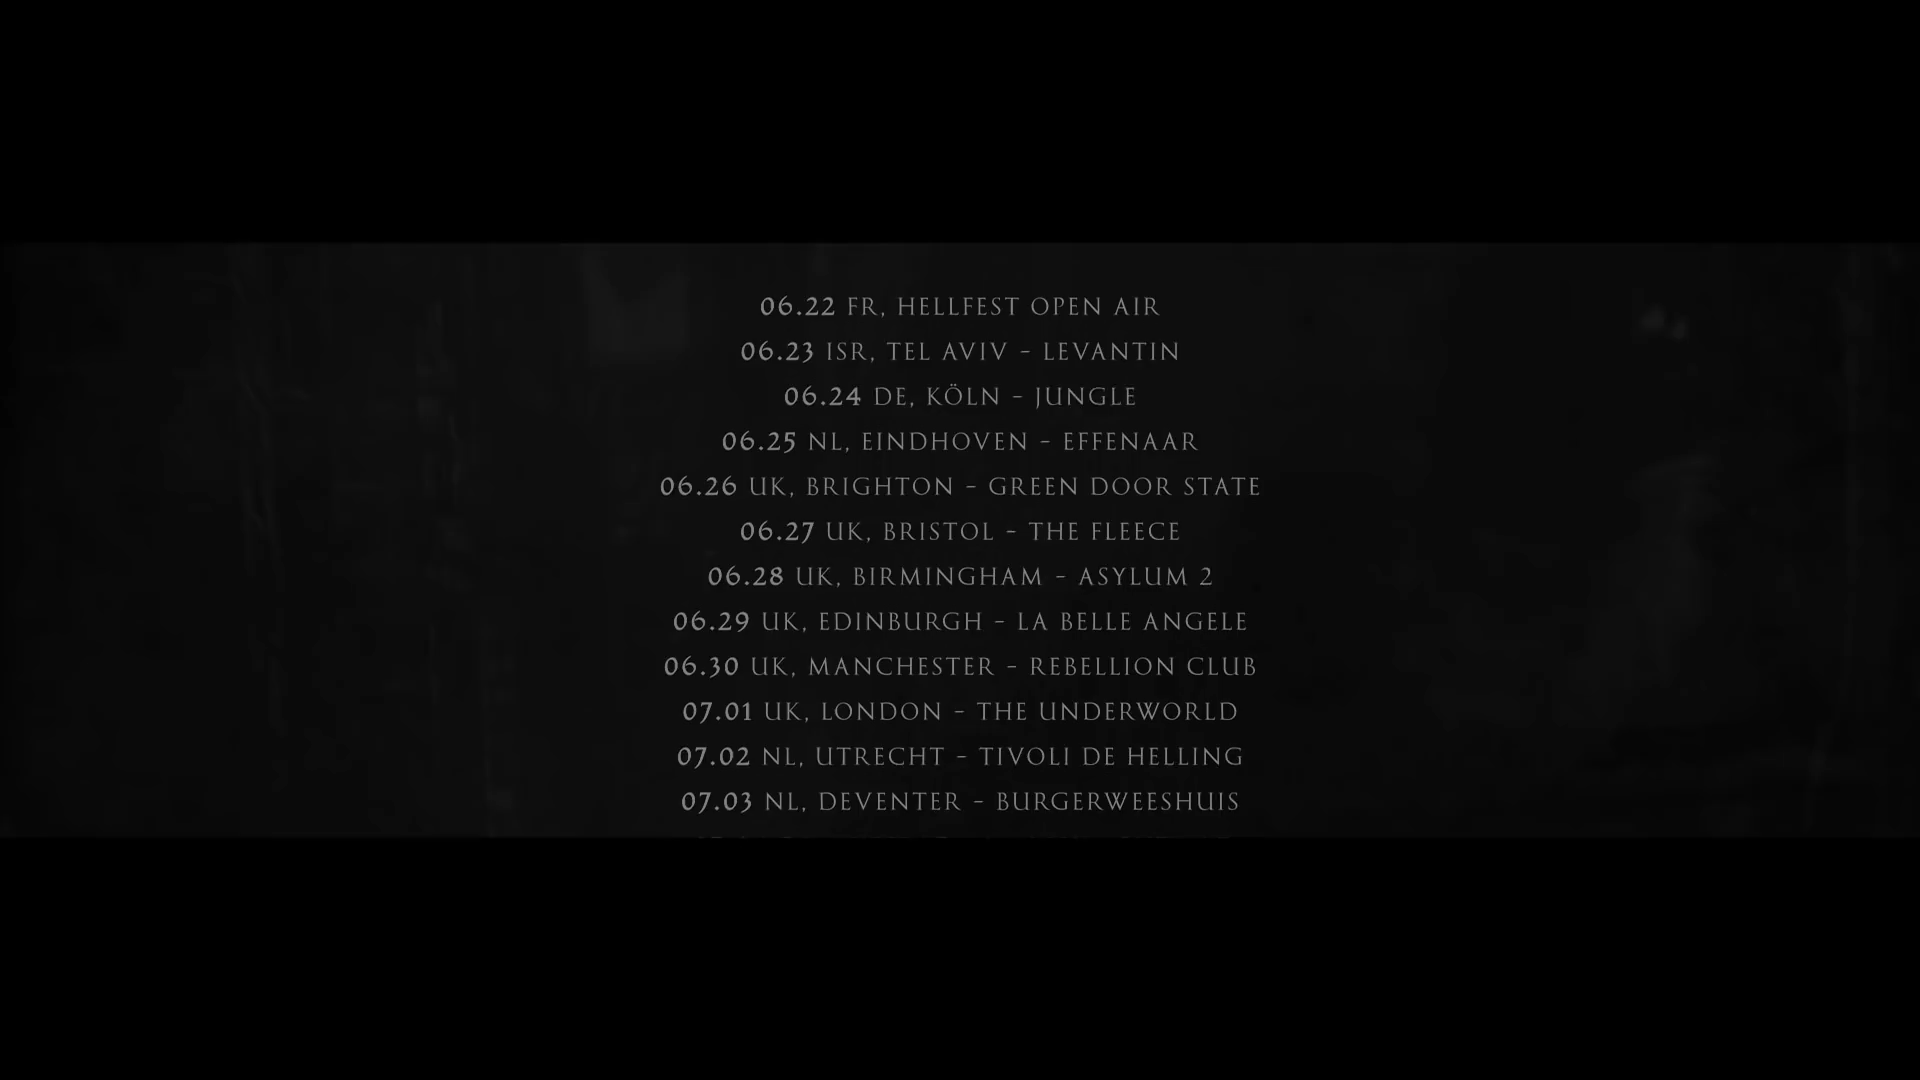 06.22 FR, HELLFEST OPEN AIR
06.23 ISR, TEL AVIV – LEVANTIN
06.24 DE, KÖLN – JUNGLE
06.25 NL, EINDHOVEN – EFFENAAR
06.26 UK, BRIGHTON – GREEN DOOR STATE
06.27 UK, BRISTOL – THE FLEECE
06.28 UK, BIRMINGHAM – ASYLUM 2
06.29 UK, EDINBURGH – LA BELLE ANGELE
06.30 UK, MANCHESTER – REBELLION CLUB
07.01 UK, LONDON – THE UNDERWORLD
07.02 NL, UTRECHT – TIVOLI DE HELLING
07.03 NL, DEVENTER – BURGERWEESHUIS